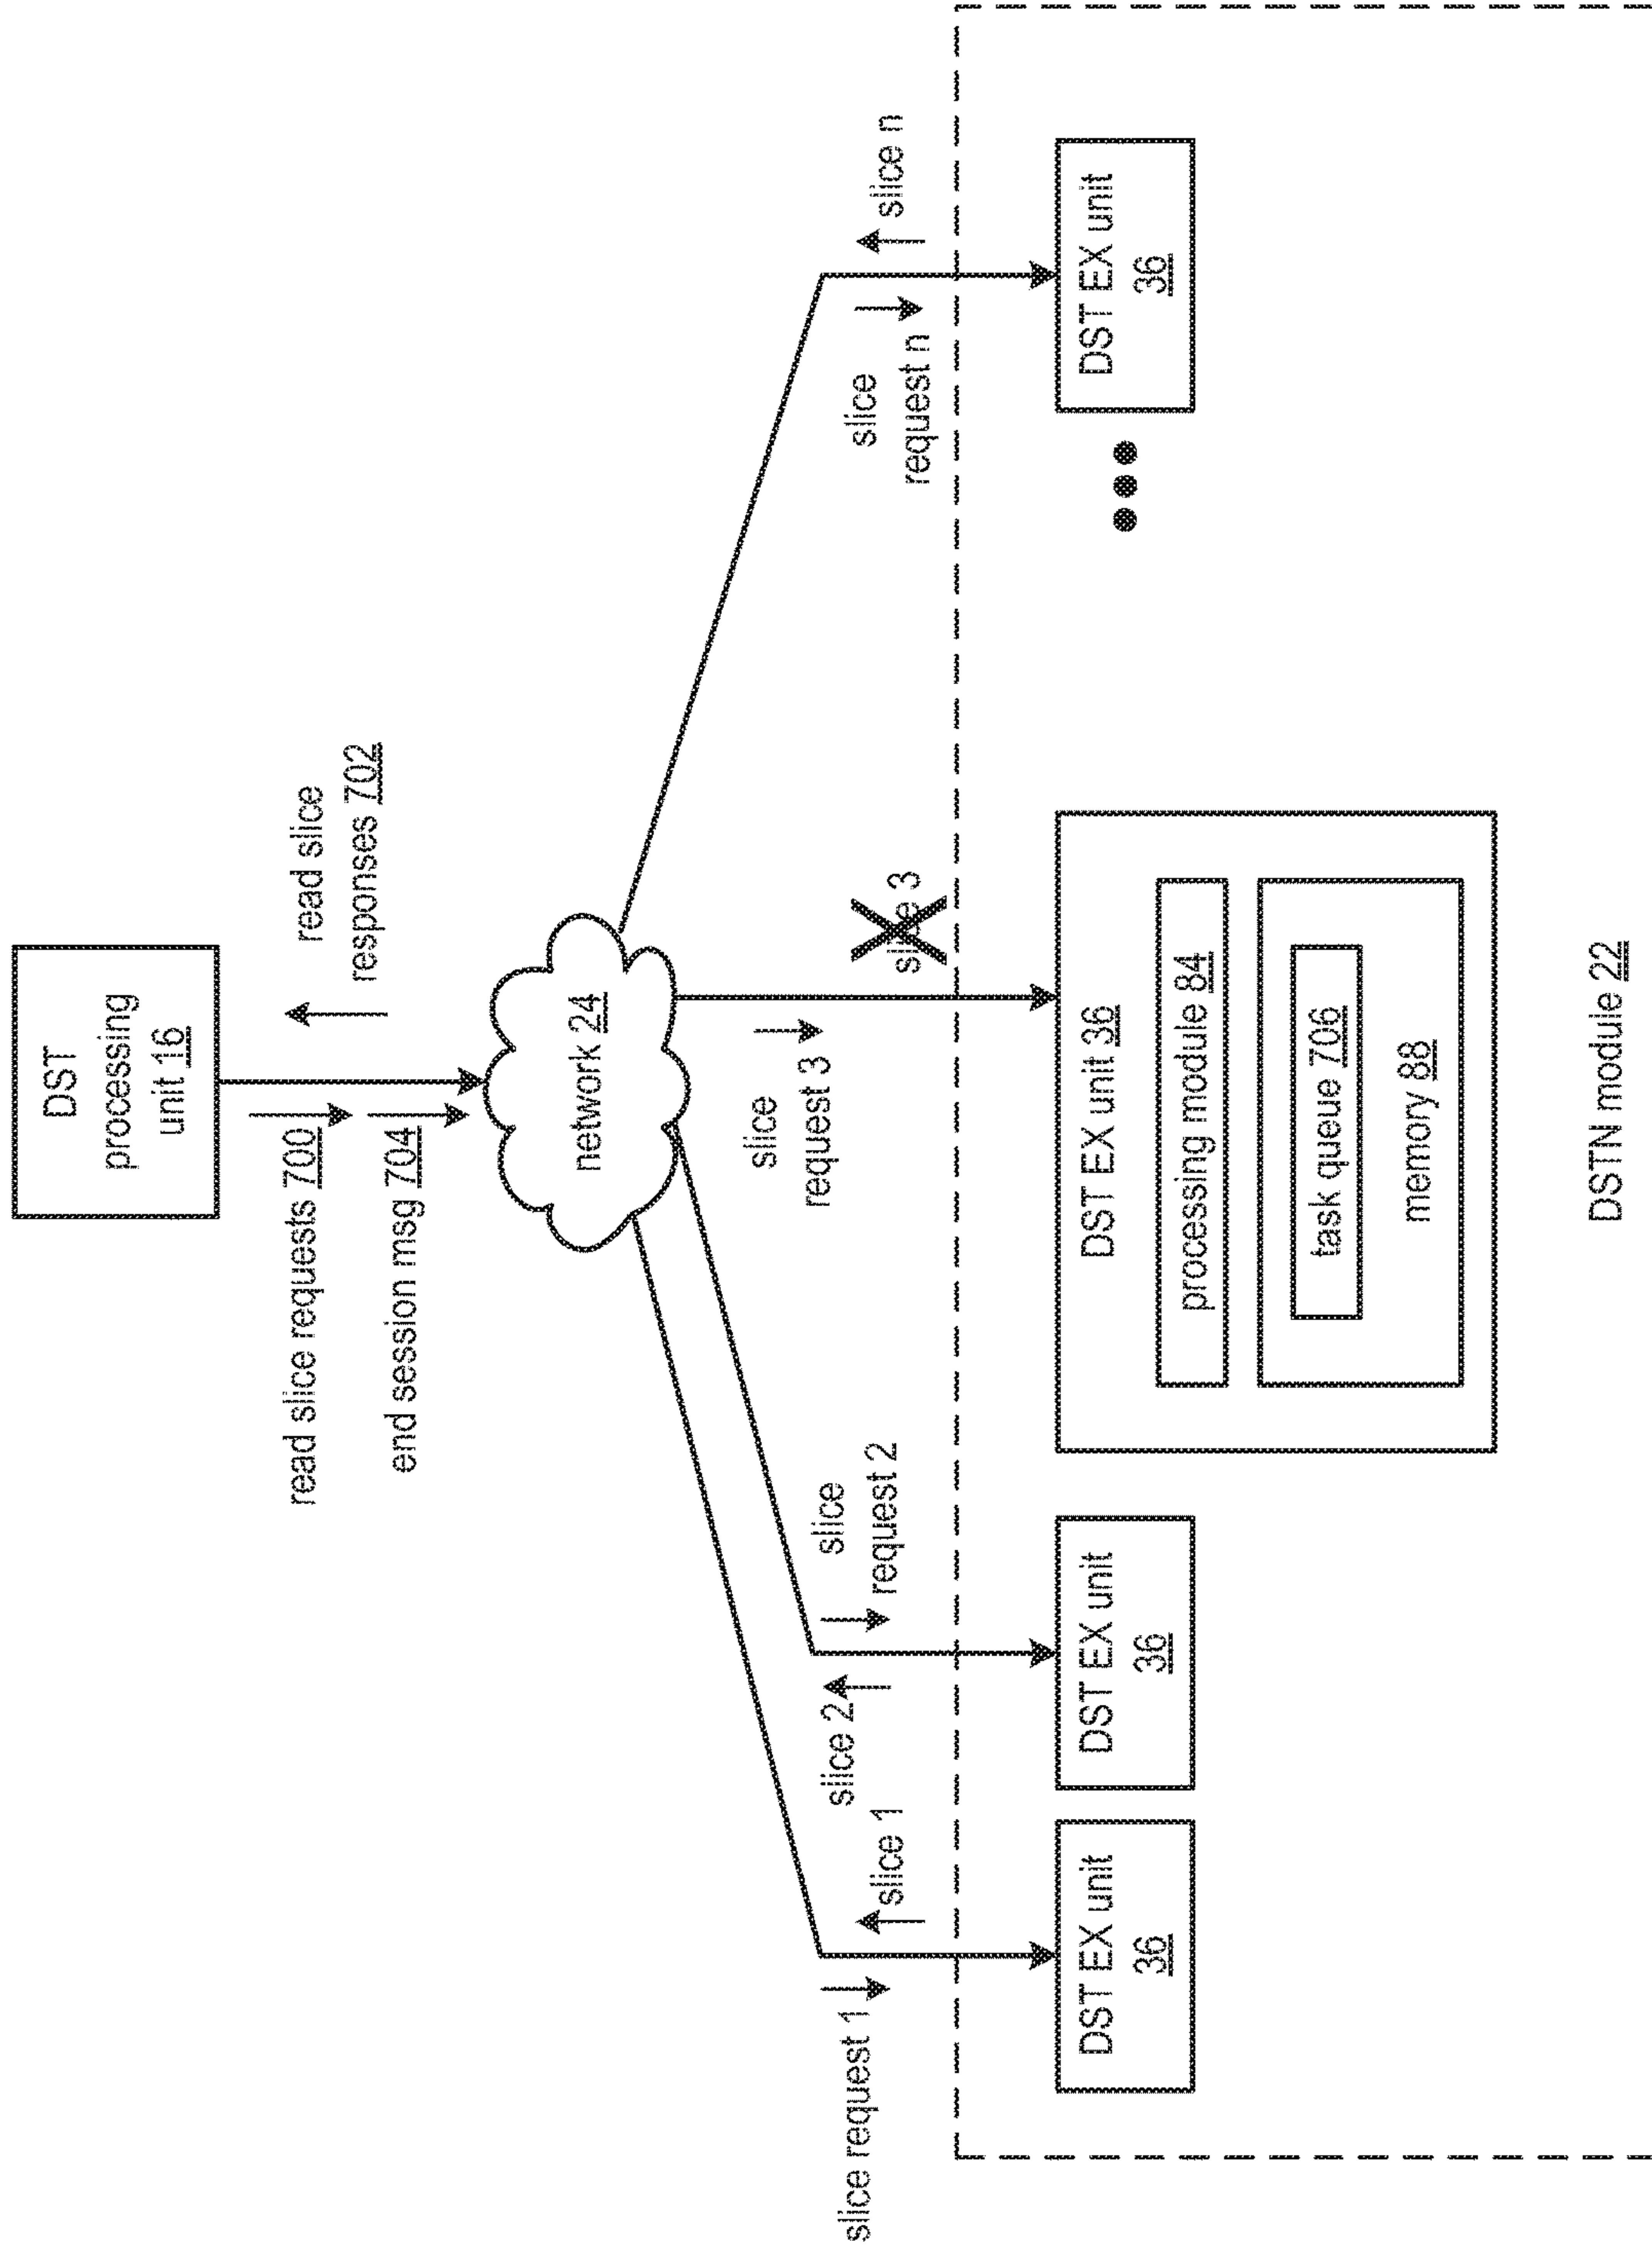 DST
processing
unit 16
read slice requests 700
end session msg 704
read slice
responses 702
network 24
slice request 1
slice 1
slice 2
slice
request 2
slice
request 3
slice 3
slice
request n
slice n
DST EX unit
36
DST EX unit
36
DST EX unit 36
processing module 84
task queue 706
memory 88
DST EX unit
36
DSTN module 22